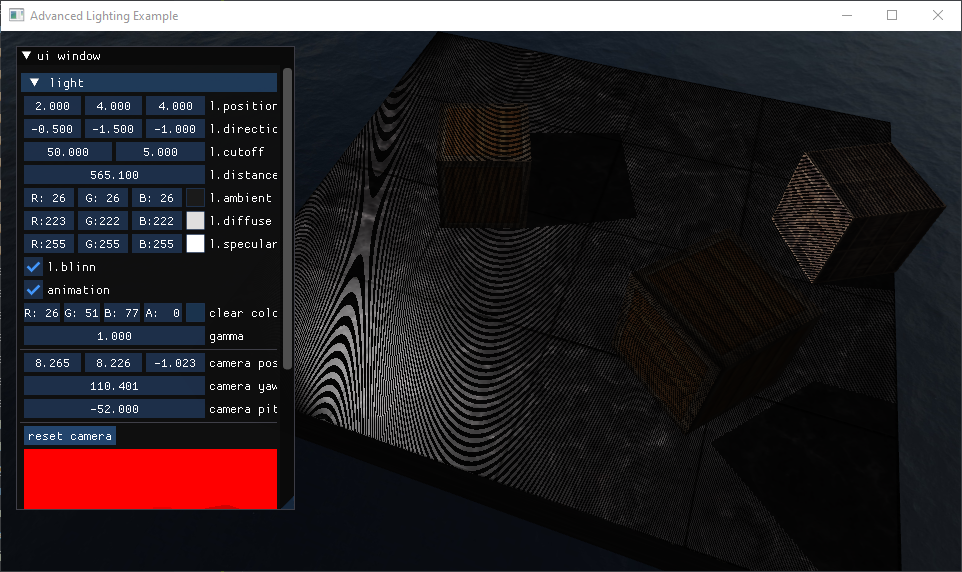 Advanced Lighting Example
ui window
light
2.000 4.000 4.000 l.position
-0.500 -1.500 -1.000 l.directic
50.000 5.000 l.cutoff
565.100 l.distance
R: 26 G: 26 B: 26 l.ambient
R:223 G:222 B:222 l.diffuse
R:255 G:255 B:255 l.specular
l.blinn
animation
R: 26 G: 51 B: 77 A: 0 clear colo
1.000 gamma
8.265 8.226 -1.023 camera pos
110.401 camera yaw
-52.000 camera pit
reset camera